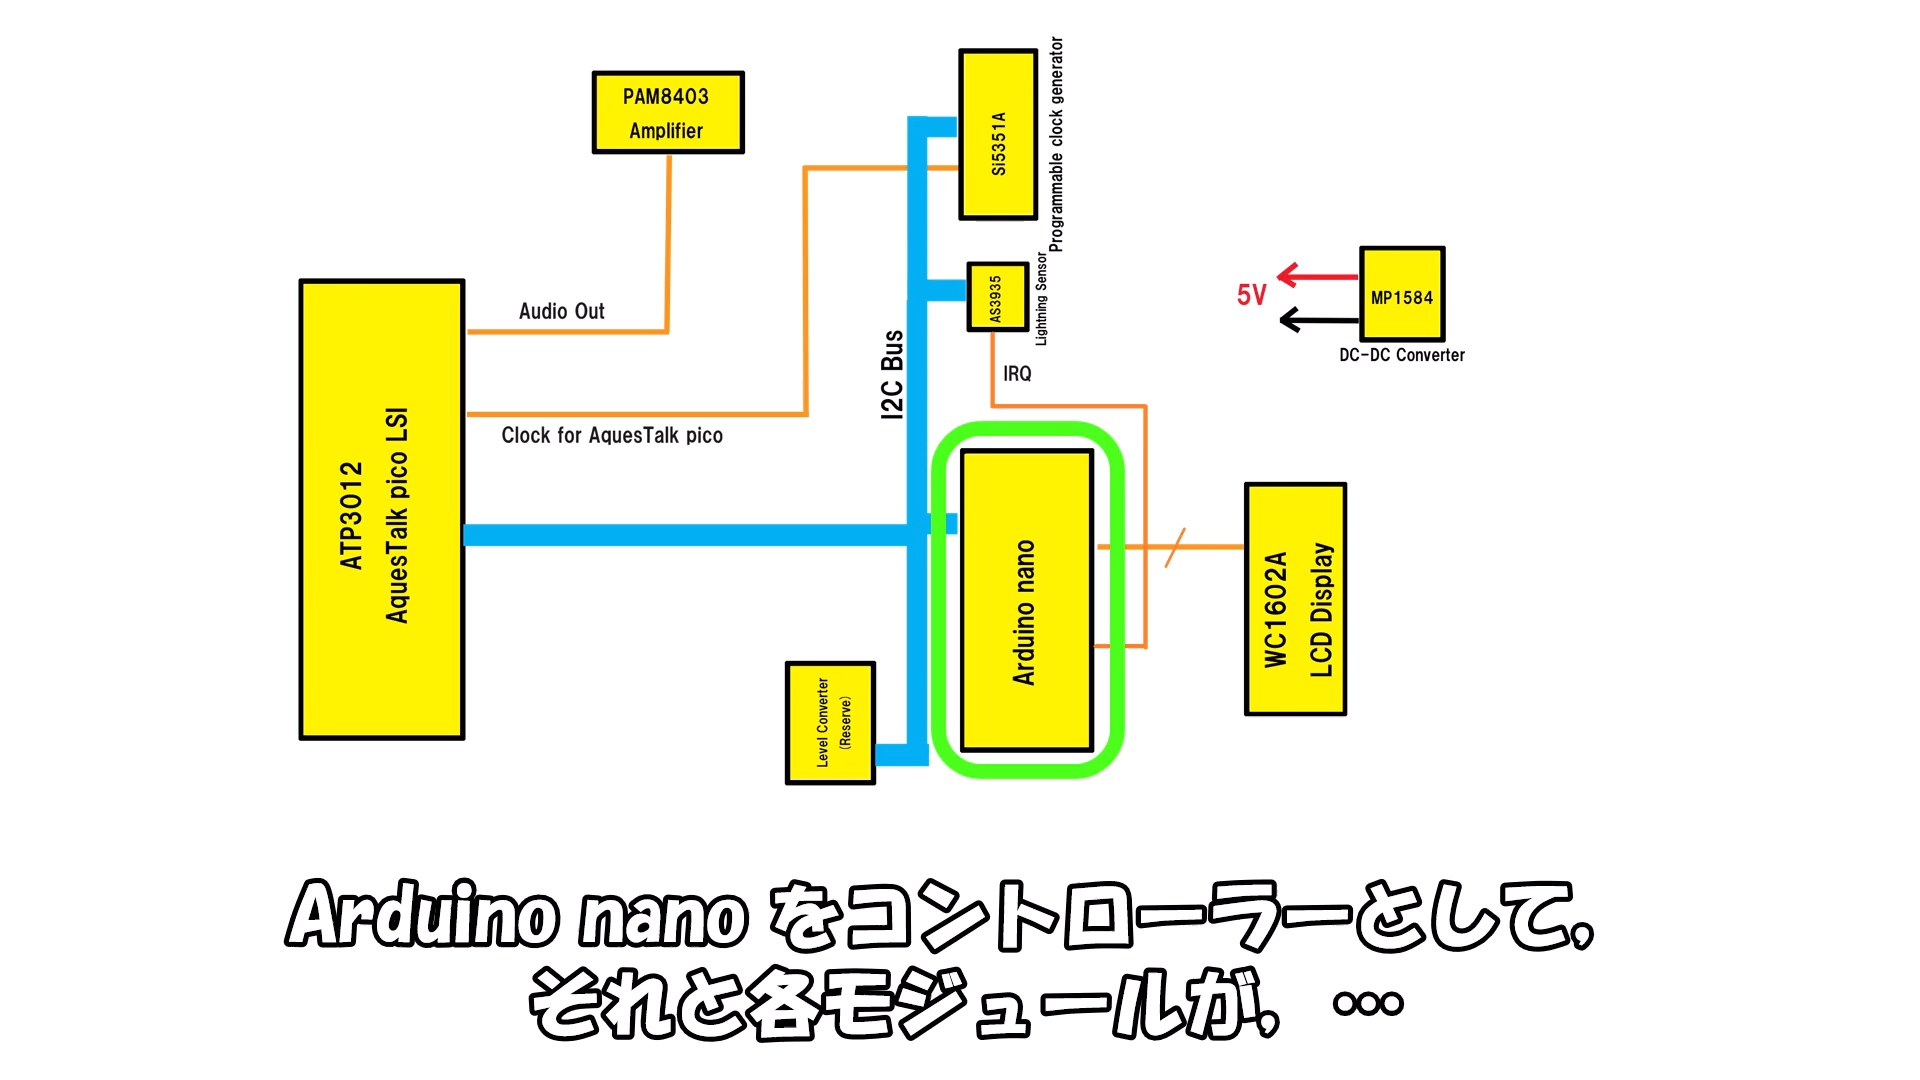 PAM8403
Amplifier
Si5351A
Programmable clock generator
AS3935
Lightning Sensor
5V
MP1584
DC-DC Converter
Audio Out
I2C Bus
IRQ
Clock for AquesTalk pico
ATP3012
AquesTalk pico LSI
Arduino nano
WC1602A
LCD Display
Level Converter
(Reserve)
Arduino nano をコントローラーとして,
それと各モジュールが, …